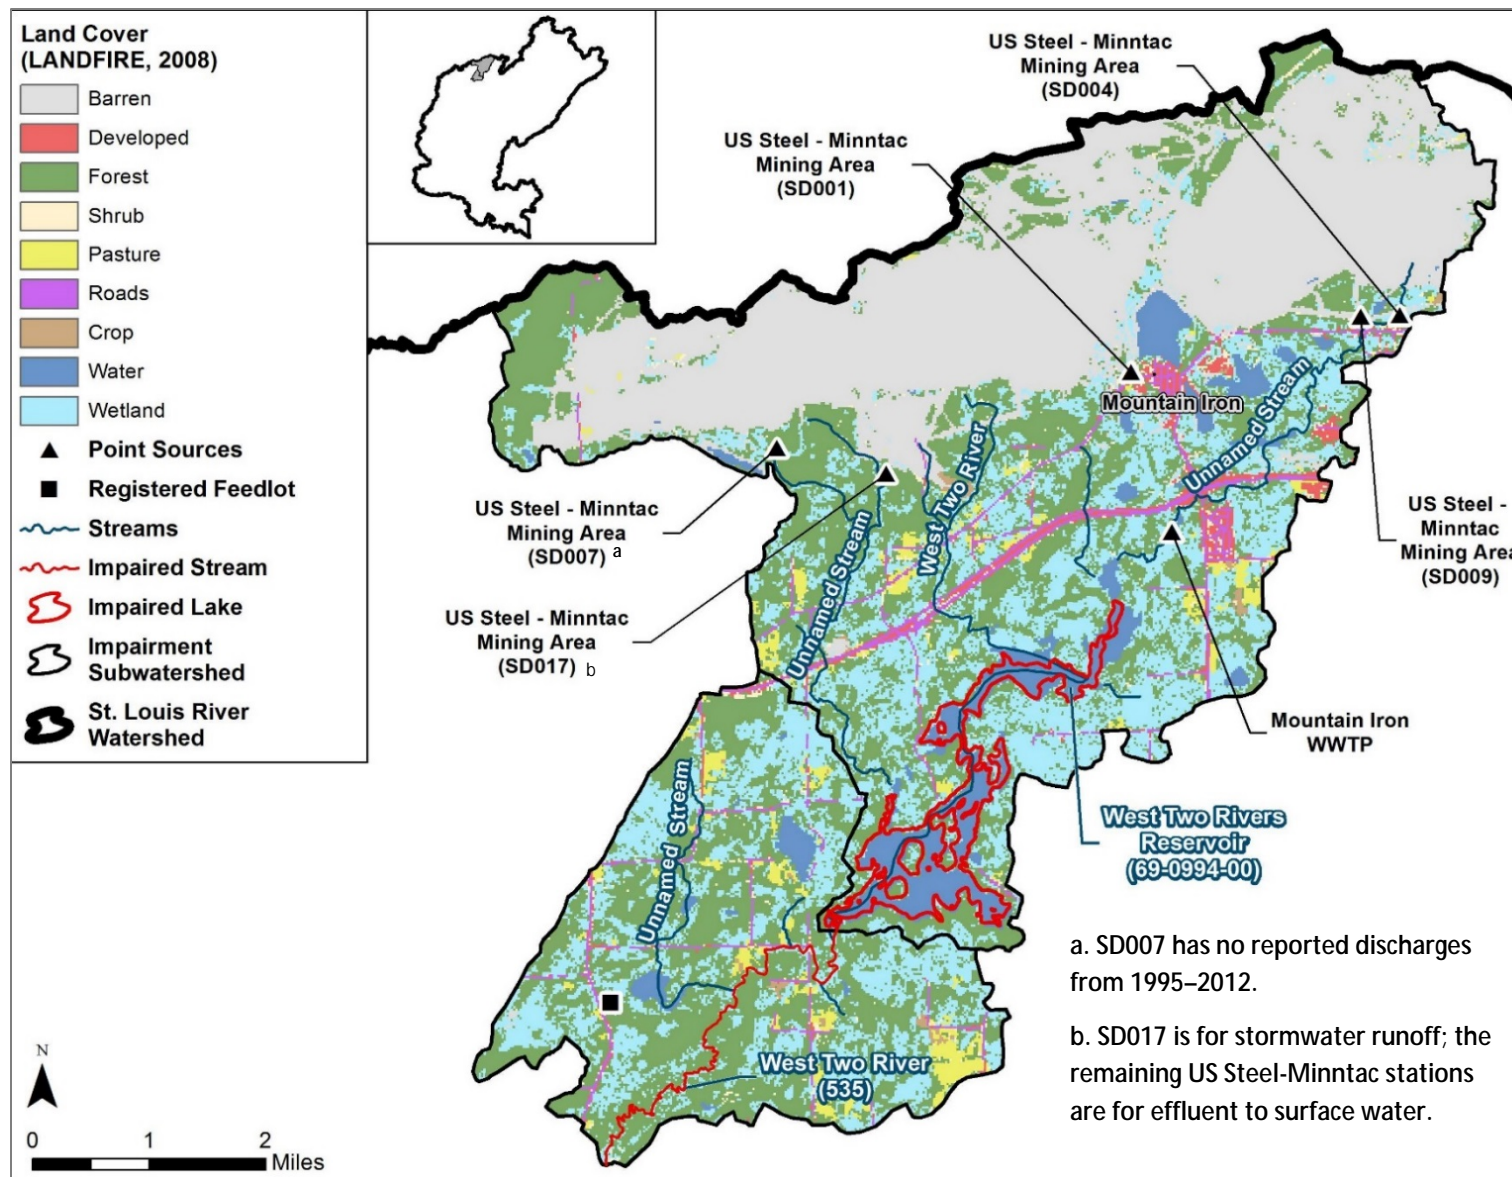 Land Cover
(LANDFIRE, 2008)
Barren
Developed
Forest
Shrub
Pasture
Roads
Crop
Water
Wetland
Point Sources
Registered Feedlot
Streams
Impaired Stream
Impaired Lake
Impairment
Subwatershed
St. Louis River
Watershed
US Steel - Minntac
Mining Area
(SD004)
US Steel - Minntac
Mining Area
(SD001)
Mountain Iron
Unnamed Stream
West Two River
Unnamed Stream
US Steel - Minntac
Mining Area
(SD007) a
US Steel - Minntac
Mining Area
(SD017) b
US Steel -
Minntac
Mining Area
(SD009)
Mountain Iron
WWTP
West Two Rivers
Reservoir
(69-0994-00)
Unnamed Stream
West Two River
(535)
a. SD007 has no reported discharges
from 1995–2012.
b. SD017 is for stormwater runoff; the
remaining US Steel-Minntac stations
are for effluent to surface water.
N
0 1 2
Miles